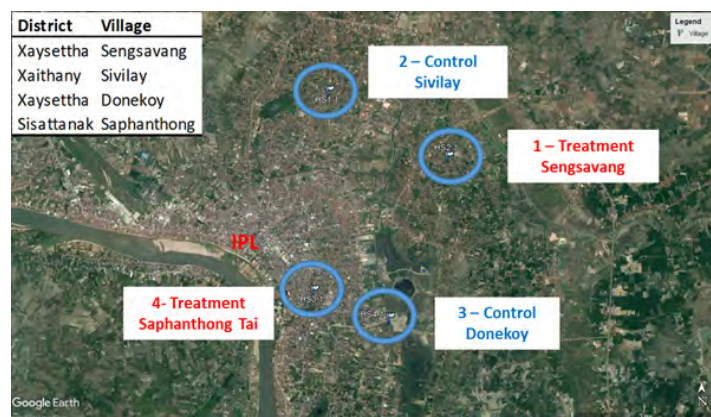 District Village
Xaysettha Sengsavang
Xaithany Sivilay
Xaysettha Donekoy
Sisattanak Saphanthong
Legend
Village
2 – Control
Sivilay
HS1
1 – Treatment
Sengsavang
IPL
4- Treatment
Saphanthong Tai
3 – Control
Donekoy
Google Earth
N